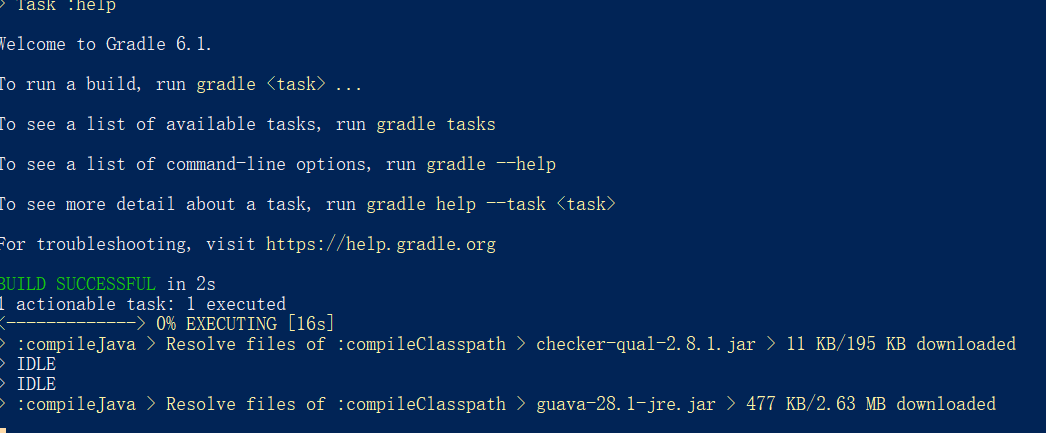 > Task :help
Welcome to Gradle 6.1.
To run a build, run gradle <task> ...
To see a list of available tasks, run gradle tasks
To see a list of command-line options, run gradle --help
To see more detail about a task, run gradle help --task <task>
For troubleshooting, visit https://help.gradle.org
BUILD SUCCESSFUL in 2s
1 actionable task: 1 executed
<-------------> 0% EXECUTING [16s]
> :compileJava > Resolve files of :compileClasspath > checker-qual-2.8.1.jar > 11 KB/195 KB downloaded
> IDLE
> IDLE
> :compileJava > Resolve files of :compileClasspath > guava-28.1-jre.jar > 477 KB/2.63 MB downloaded